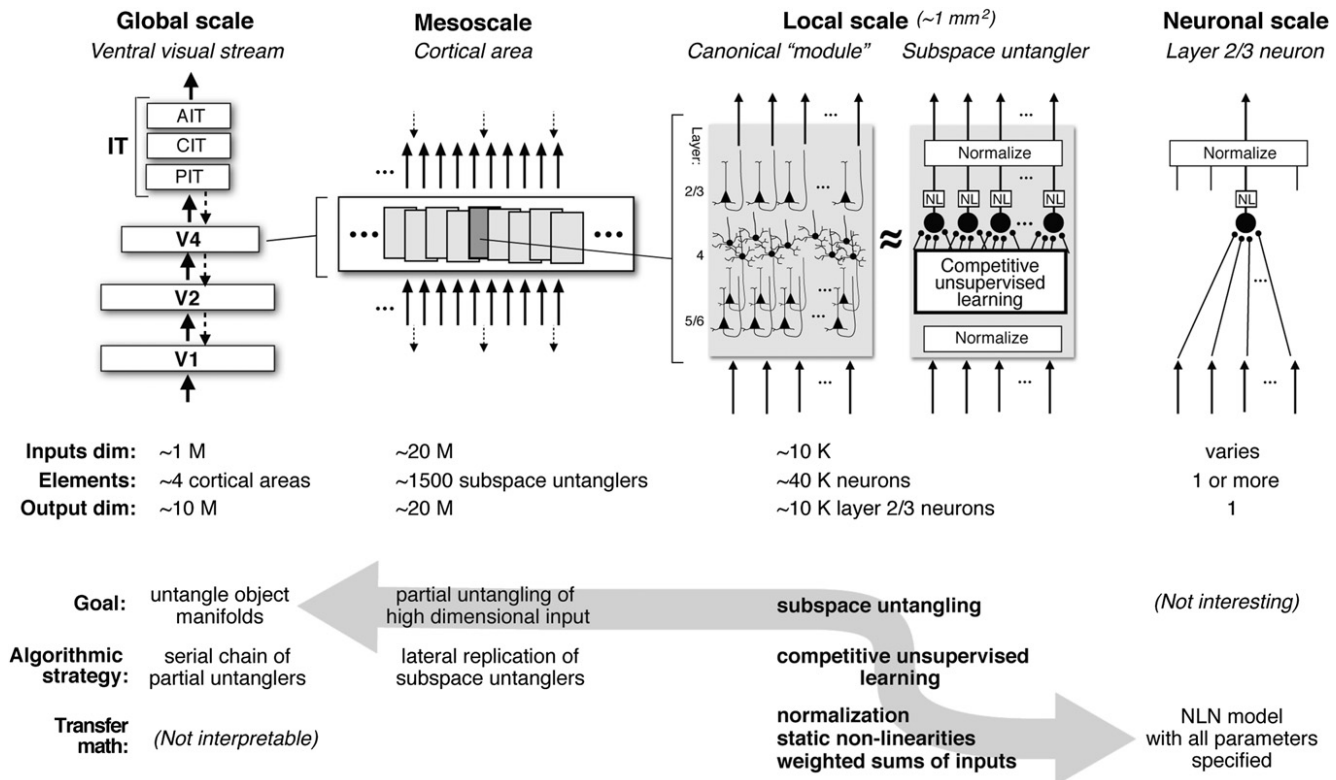 Global scale
Ventral visual stream
Mesoscale
Cortical area
Local scale (~1 mm²)
Canonical “module”
Subspace untangler
Neuronal scale
Layer 2/3 neuron
IT
AIT
CIT
PIT
V4
V2
V1
...
...
...
...
Layer:
2/3
4
5/6
...
...
...
...
...
≈
...
Normalize
...
NL NL NL NL
...
Competitive
unsupervised
learning
Normalize
...
Normalize
NL
...
...
Inputs dim: ~1 M ~20 M ~10 K varies
Elements: ~4 cortical areas ~1500 subspace untanglers ~40 K neurons 1 or more
Output dim: ~10 M ~20 M ~10 K layer 2/3 neurons 1
Goal:
untangle object
manifolds
partial untangling of
high dimensional input
subspace untangling
(Not interesting)
Algorithmic
strategy:
serial chain of
partial untanglers
lateral replication of
subspace untanglers
competitive unsupervised
learning
Transfer
math:
(Not interpretable)
normalization
static non-linearities
weighted sums of inputs
NLN model
with all parameters
specified